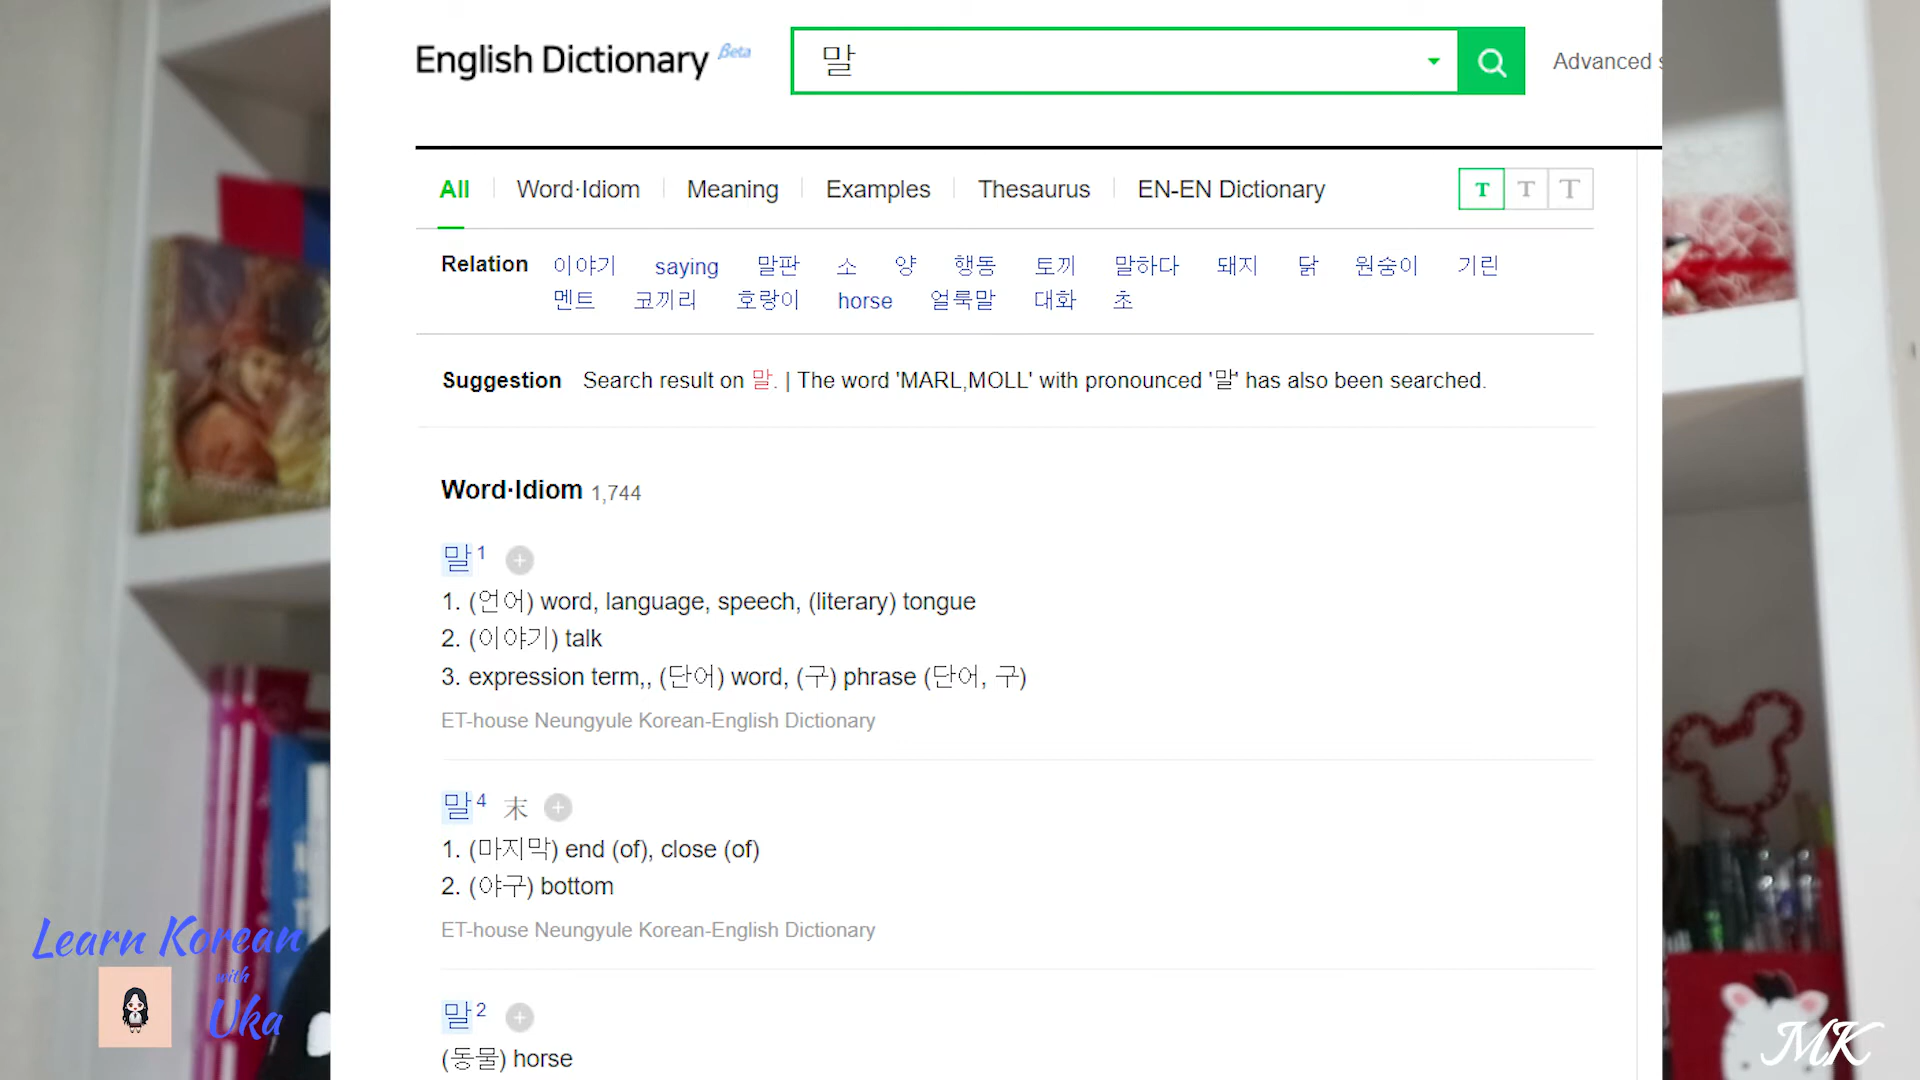 English Dictionary Beta
말
Advanced s
All Word·Idiom Meaning Examples Thesaurus EN-EN Dictionary T T T
Relation 이야기 saying 말판 소 양 행동 토끼 말하다 돼지 닭 원숭이 기린
멘트 코끼리 호랑이 horse 얼룩말 대화 초
Suggestion Search result on 말. | The word 'MARL,MOLL' with pronounced '말' has also been searched.
Word·Idiom 1,744
말1
1. (언어) word, language, speech, (literary) tongue
2. (이야기) talk
3. expression term,, (단어) word, (구) phrase (단어, 구)
ET-house Neungyule Korean-English Dictionary
말4 末
1. (마지막) end (of), close (of)
2. (야구) bottom
ET-house Neungyule Korean-English Dictionary
말2
(동물) horse
Learn Korean
with
Uka
MK